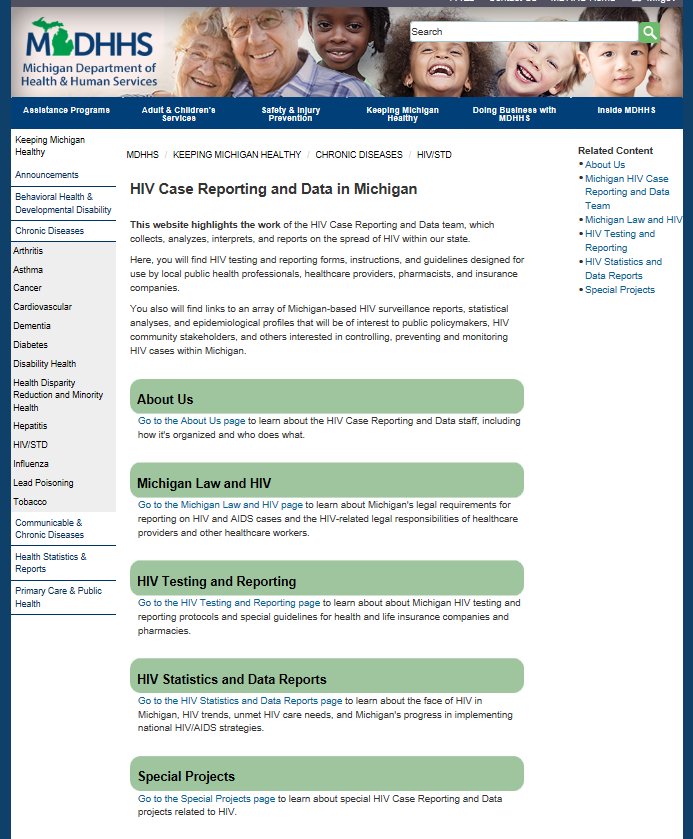 MDHHS
Michigan Department of
Health & Human Services
Search
Assistance Programs
Adult & Children's
Services
Safety & Injury
Prevention
Keeping Michigan
Healthy
Doing Business with
MDHHS
Inside MDHHS
Keeping Michigan
Healthy
Announcements
Behavioral Health &
Developmental Disability
Chronic Diseases
Arthritis
Asthma
Cancer
Cardiovascular
Dementia
Diabetes
Disability Health
Health Disparity
Reduction and Minority
Health
Hepatitis
HIV/STD
Influenza
Lead Poisoning
Tobacco
Communicable &
Chronic Diseases
Health Statistics &
Reports
Primary Care & Public
Health
MDHHS / KEEPING MICHIGAN HEALTHY / CHRONIC DISEASES / HIV/STD
HIV Case Reporting and Data in Michigan
This website highlights the work of the HIV Case Reporting and Data team, which
collects, analyzes, interprets, and reports on the spread of HIV within our state.
Here, you will find HIV testing and reporting forms, instructions, and guidelines designed for
use by local public health professionals, healthcare providers, pharmacists, and insurance
companies.
You also will find links to an array of Michigan-based HIV surveillance reports, statistical
analyses, and epidemiological profiles that will be of interest to public policymakers, HIV
community stakeholders, and others interested in controlling, preventing and monitoring
HIV cases within Michigan.
About Us
Go to the About Us page to learn about the HIV Case Reporting and Data staff, including
how it's organized and who does what.
Michigan Law and HIV
Go to the Michigan Law and HIV page to learn about Michigan's legal requirements for
reporting on HIV and AIDS cases and the HIV-related legal responsibilities of healthcare
providers and other healthcare workers.
HIV Testing and Reporting
Go to the HIV Testing and Reporting page to learn about about Michigan HIV testing and
reporting protocols and special guidelines for health and life insurance companies and
pharmacies.
HIV Statistics and Data Reports
Go to the HIV Statistics and Data Reports page to learn about the face of HIV in
Michigan, HIV trends, unmet HIV care needs, and Michigan's progress in implementing
national HIV/AIDS strategies.
Special Projects
Go to the Special Projects page to learn about special HIV Case Reporting and Data
projects related to HIV.
Related Content
• About Us
• Michigan HIV Case
Reporting and Data
Team
• Michigan Law and HIV
• HIV Testing and
Reporting
• HIV Statistics and
Data Reports
• Special Projects